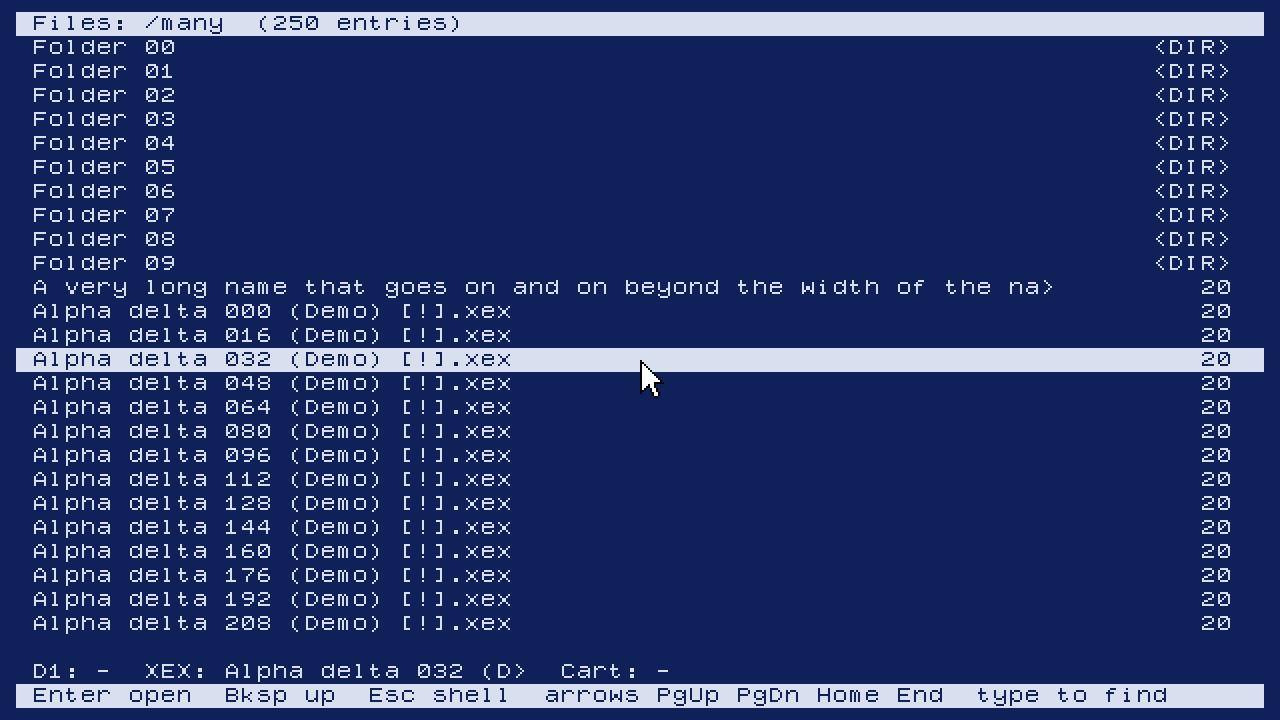 Files: /many  (250 entries)
Folder 00 <DIR>
Folder 01 <DIR>
Folder 02 <DIR>
Folder 03 <DIR>
Folder 04 <DIR>
Folder 05 <DIR>
Folder 06 <DIR>
Folder 07 <DIR>
Folder 08 <DIR>
Folder 09 <DIR>
A very long name that goes on and on beyond the width of the na> 20
Alpha delta 000 (Demo) [!].xex 20
Alpha delta 016 (Demo) [!].xex 20
Alpha delta 032 (Demo) [!].xex 20
Alpha delta 048 (Demo) [!].xex 20
Alpha delta 064 (Demo) [!].xex 20
Alpha delta 080 (Demo) [!].xex 20
Alpha delta 096 (Demo) [!].xex 20
Alpha delta 112 (Demo) [!].xex 20
Alpha delta 128 (Demo) [!].xex 20
Alpha delta 144 (Demo) [!].xex 20
Alpha delta 160 (Demo) [!].xex 20
Alpha delta 176 (Demo) [!].xex 20
Alpha delta 192 (Demo) [!].xex 20
Alpha delta 208 (Demo) [!].xex 20
D1: -  XEX: Alpha delta 032 (D>  Cart: -
Enter open  Bksp up  Esc shell  arrows PgUp PgDn Home End  type to find